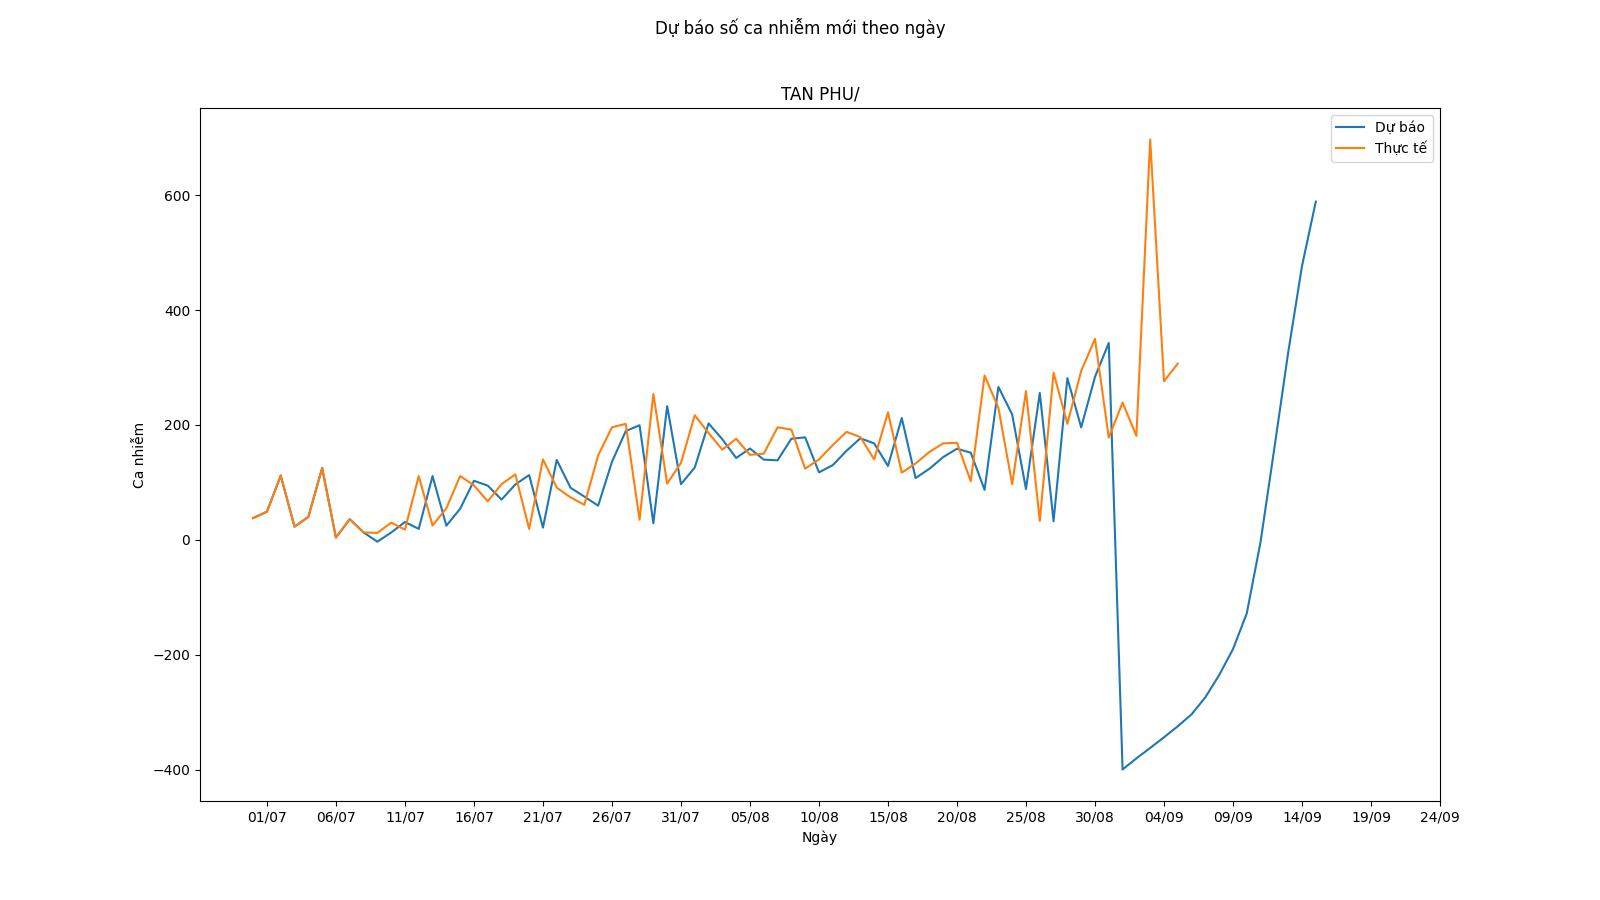 Dự báo số ca nhiễm mới theo ngày
TAN PHU/
Dự báo
Thực tế
Ca nhiễm
600
400
200
0
−200
−400
01/07 06/07 11/07 16/07 21/07 26/07 31/07 05/08 10/08 15/08 20/08 25/08 30/08 04/09 09/09 14/09 19/09 24/09
Ngày